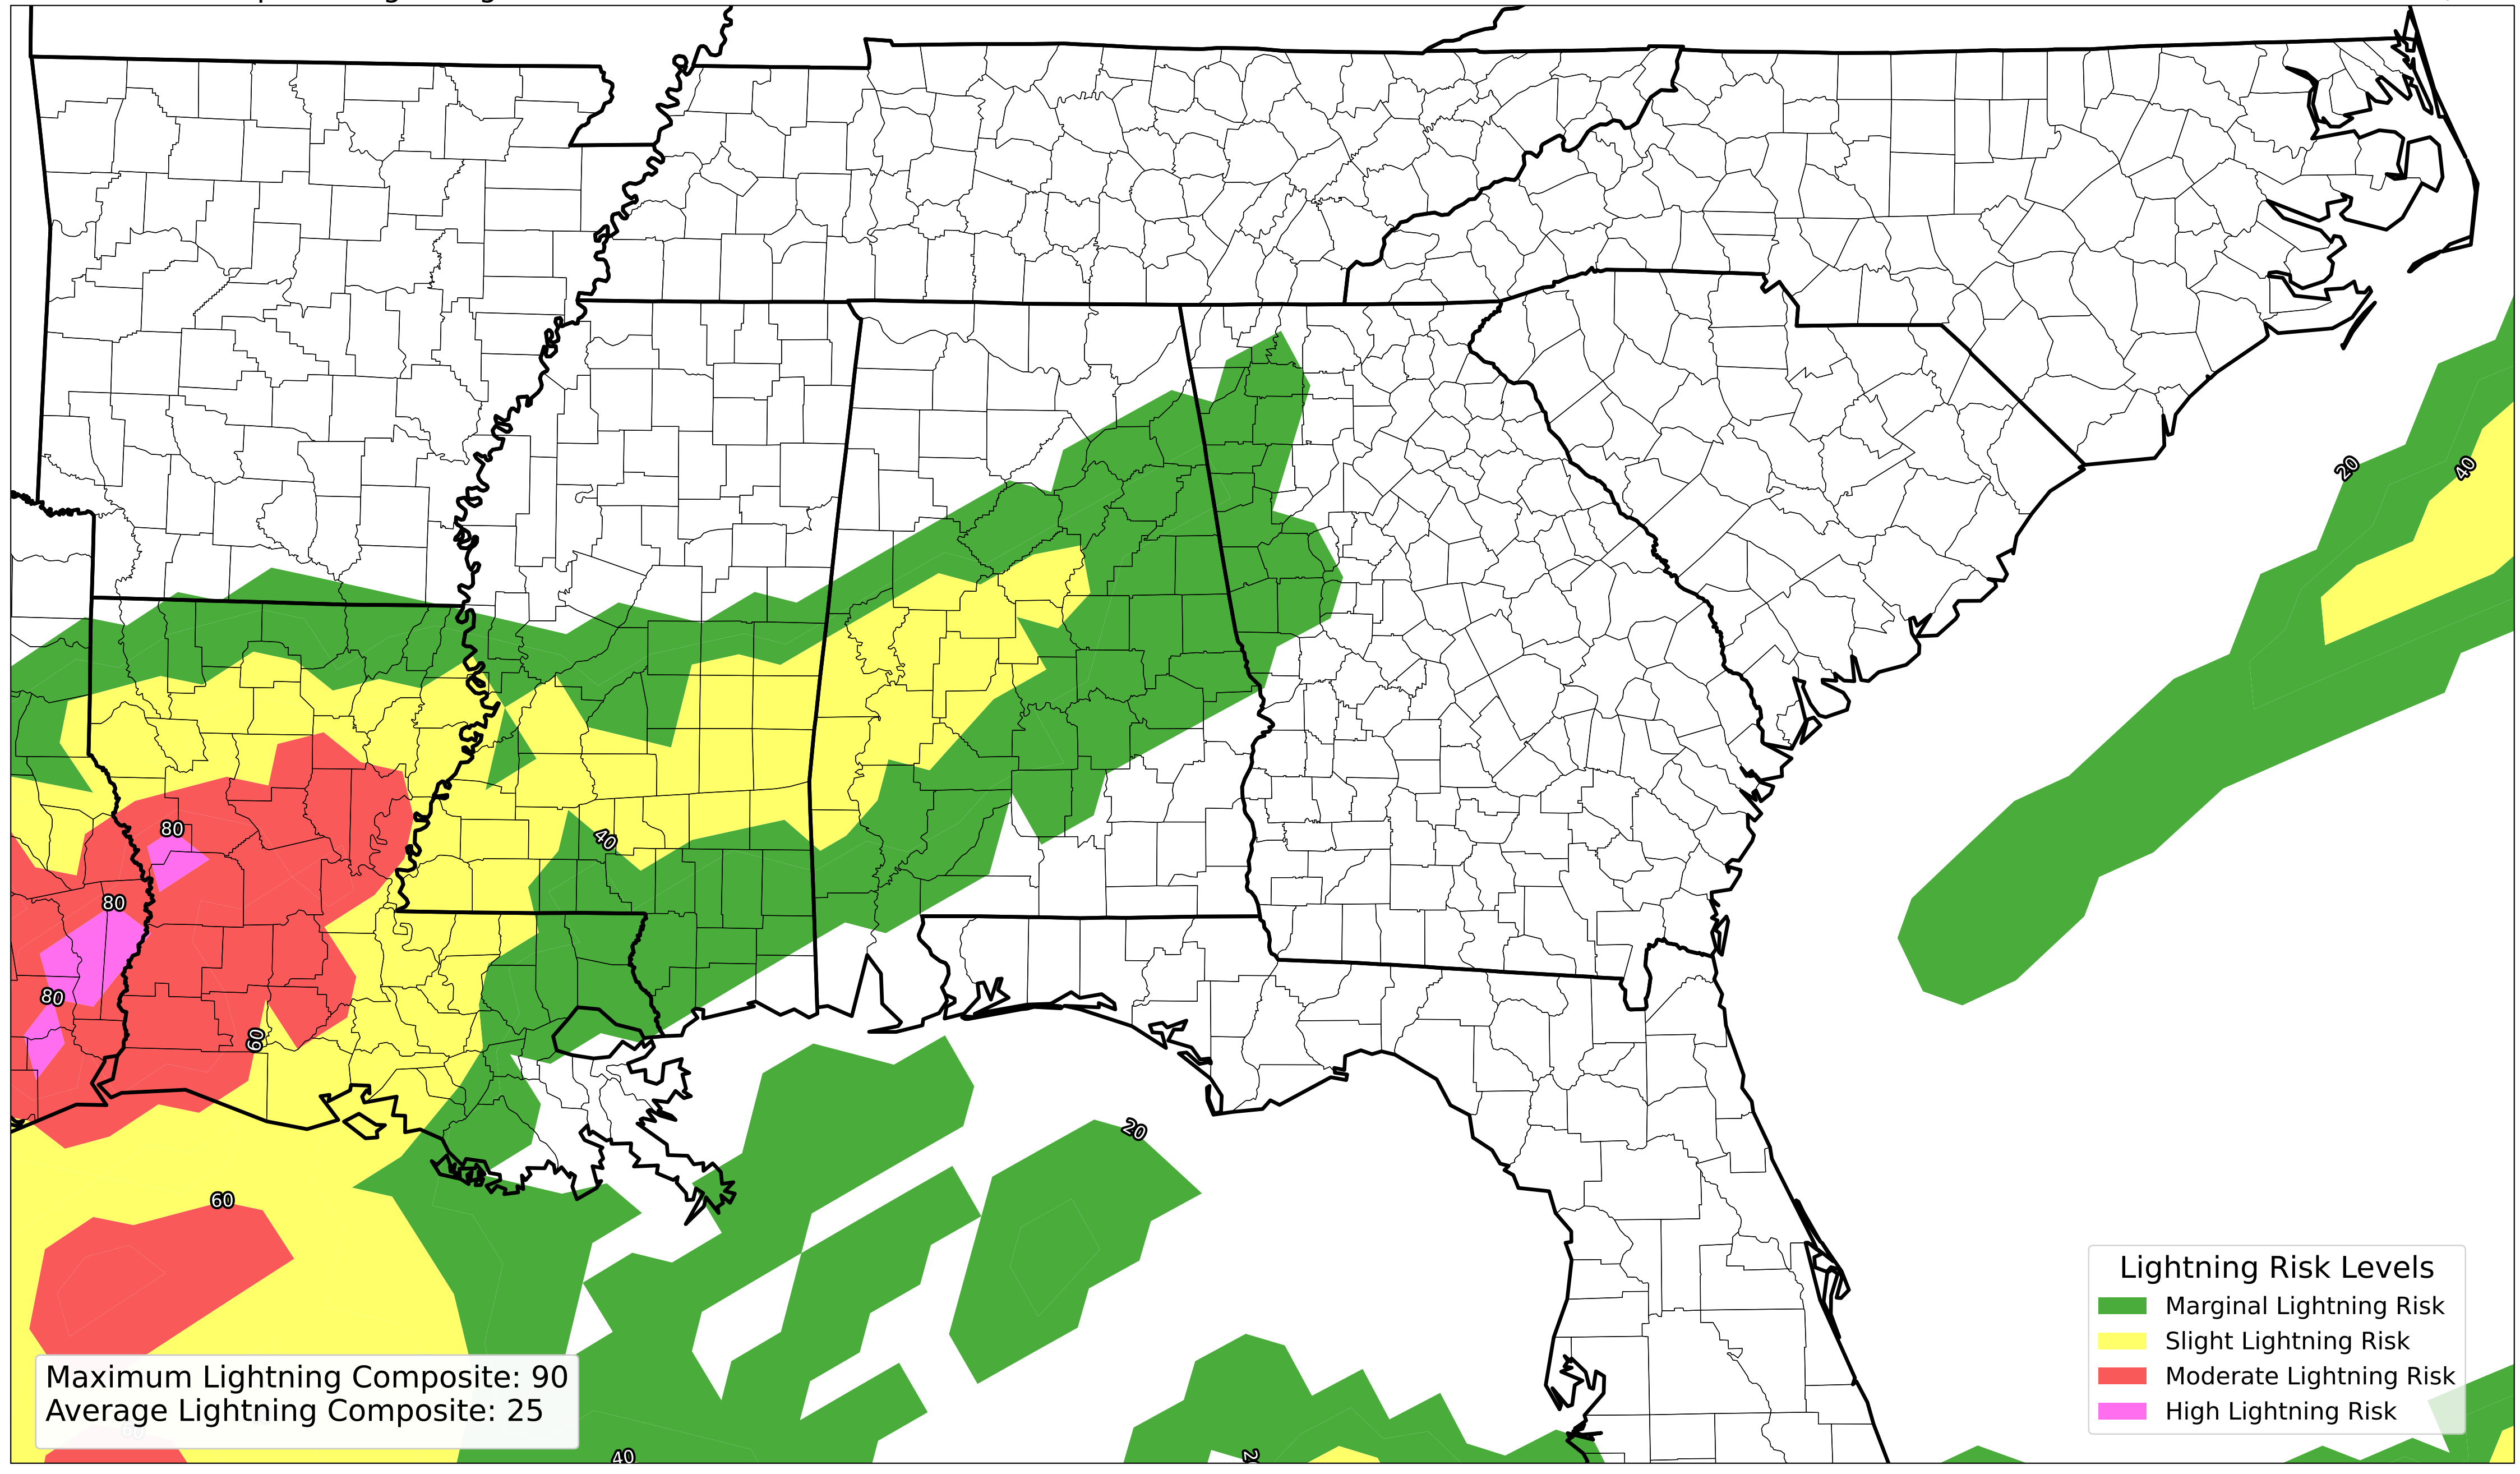 20
40
80
40
80
80
60
20
60
Lightning Risk Levels
Marginal Lightning Risk
Slight Lightning Risk
Moderate Lightning Risk
High Lightning Risk
Maximum Lightning Composite: 90
Average Lightning Composite: 25
40